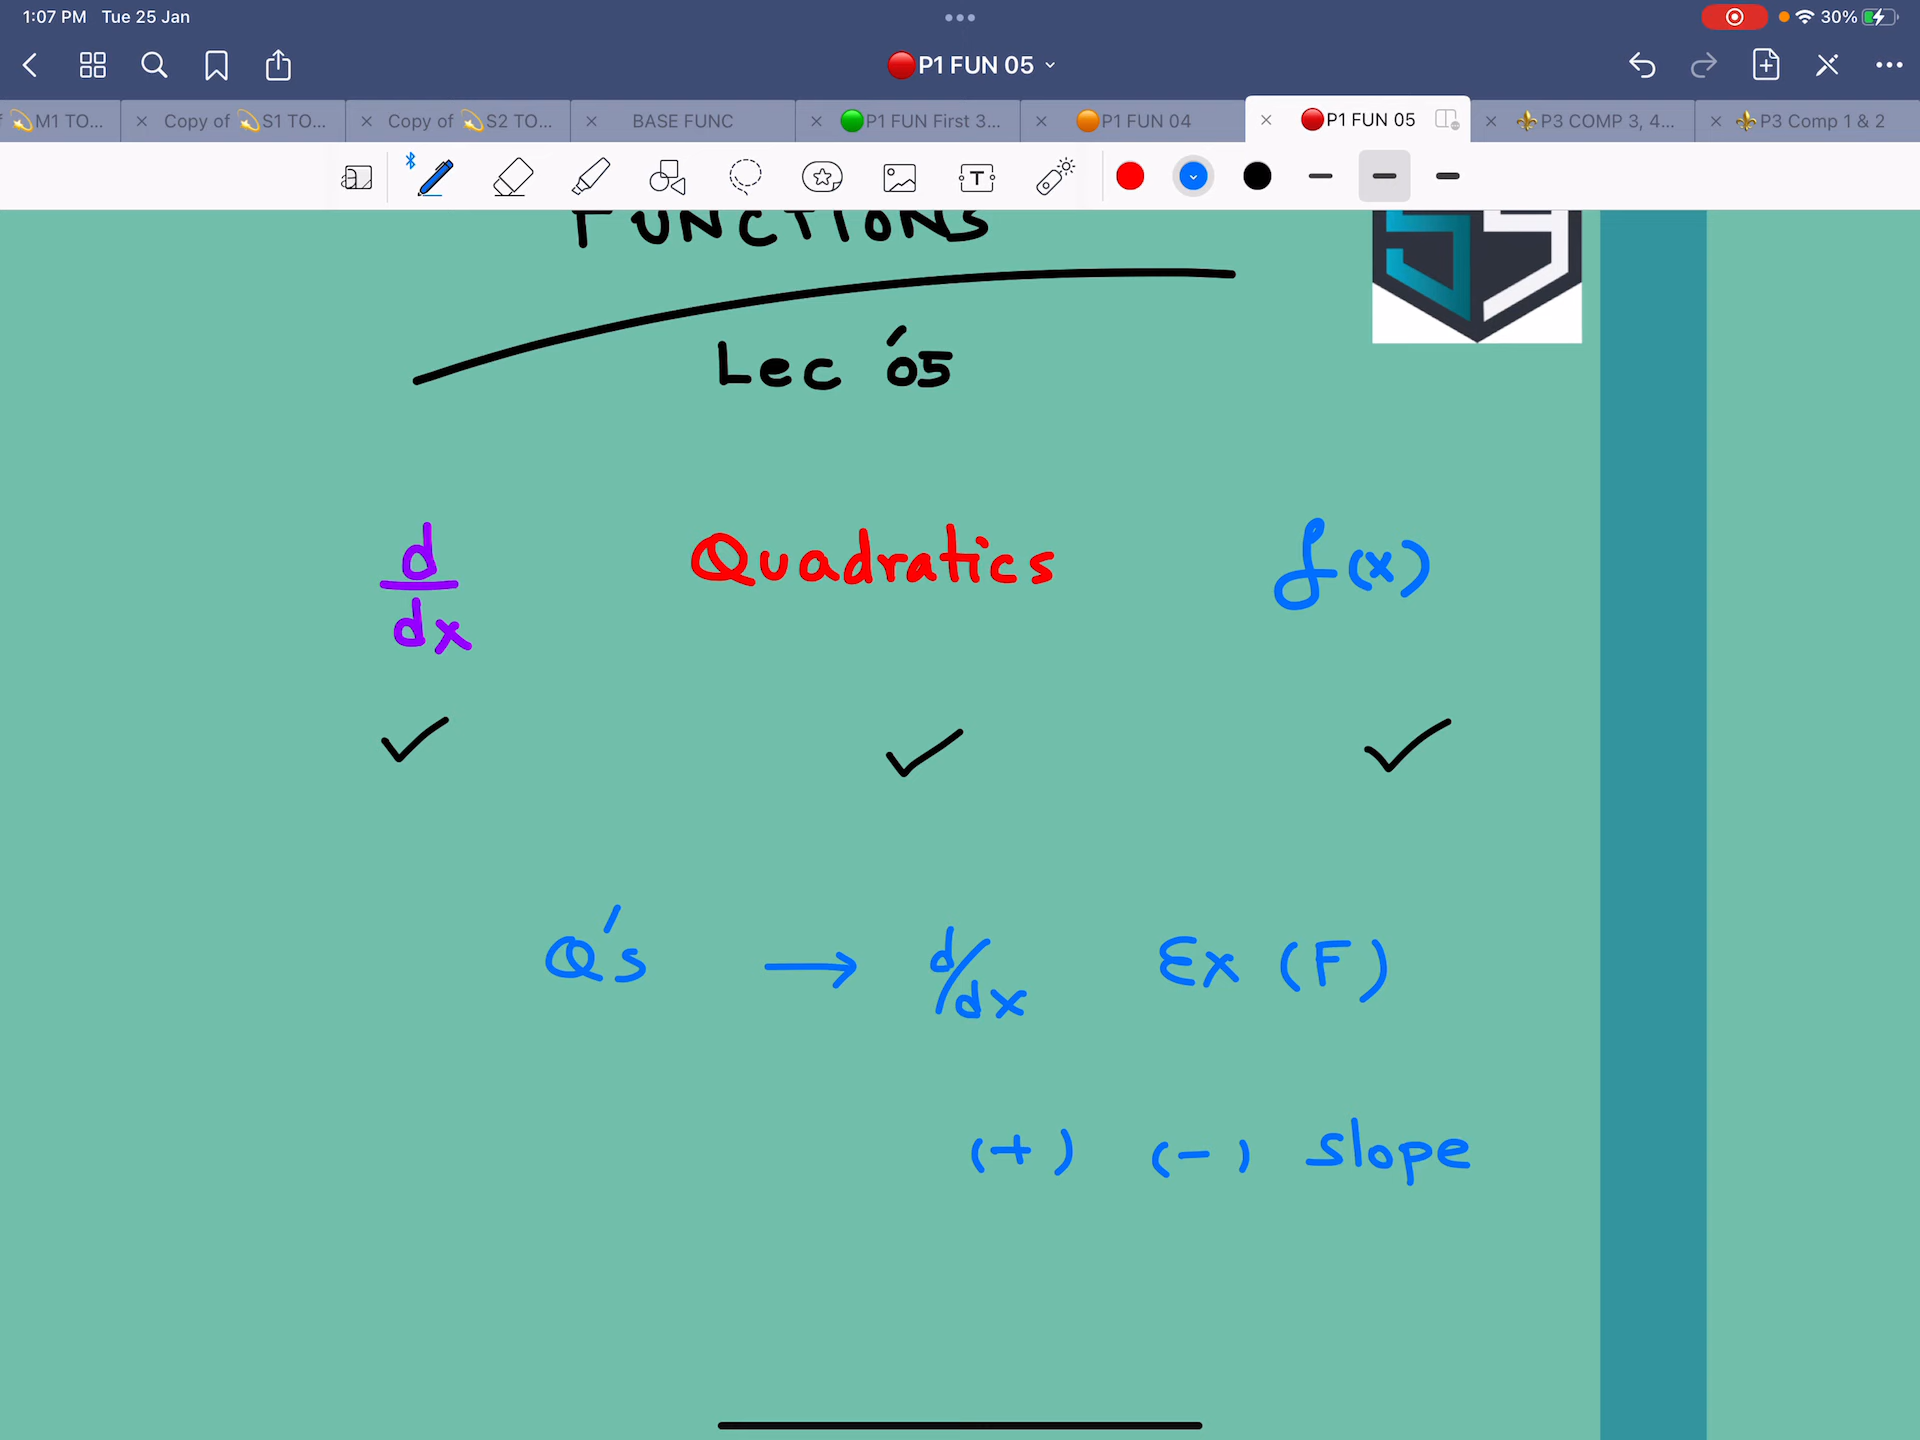 1:07 PM Tue 25 Jan
30%
P1 FUN 05
M1 TO...
Copy of S1 TO...
Copy of S2 TO...
BASE FUNC
P1 FUN First 3...
P1 FUN 04
P1 FUN 05
P3 COMP 3, 4...
P3 Comp 1 & 2
FUNCTIONS
Lec '05
d/dx Quadratics f(x)
Q's → d/dx Ex (F)
(+) (-) slope